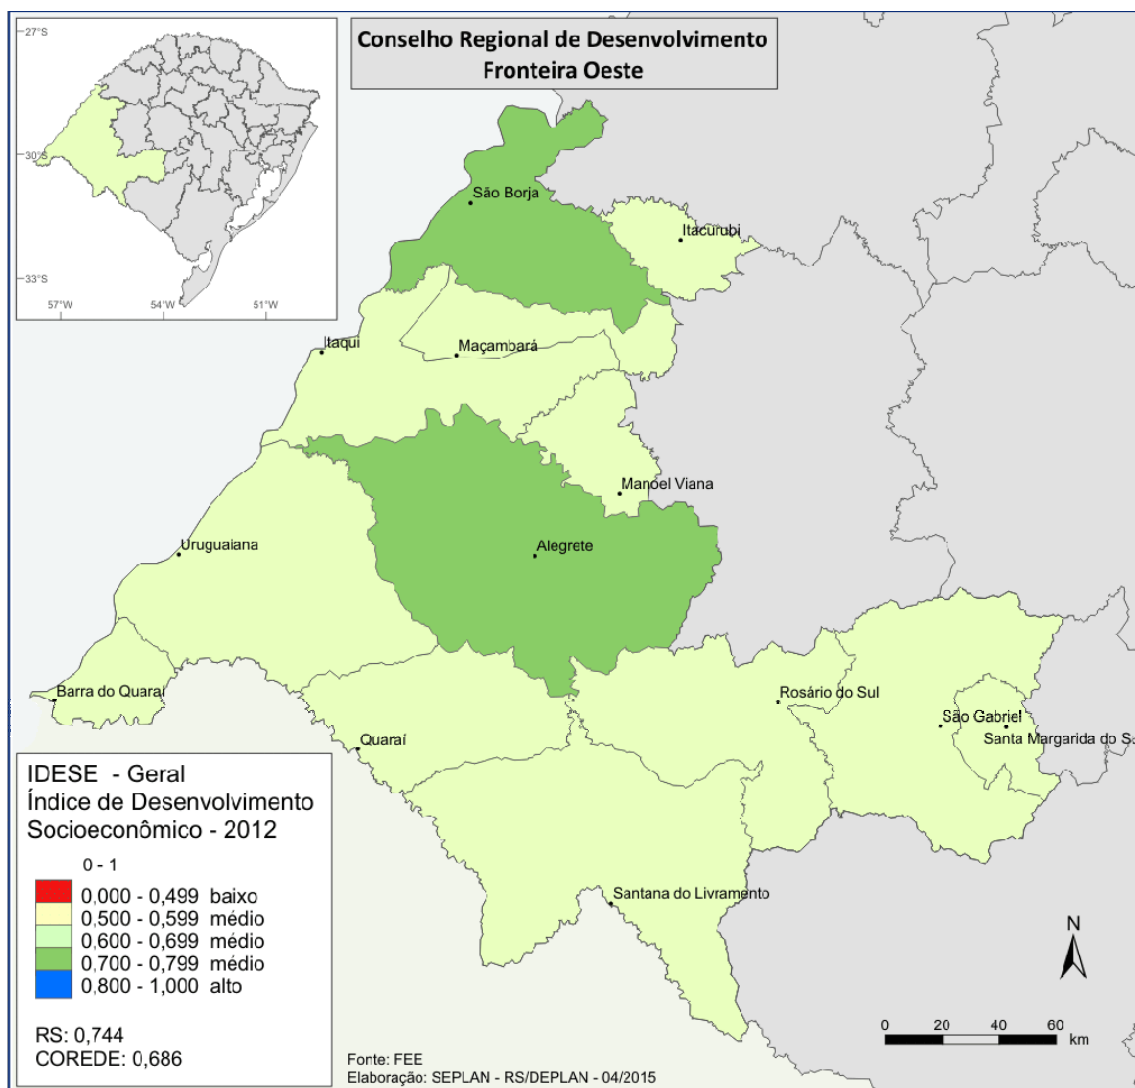 Conselho Regional de Desenvolvimento
Fronteira Oeste
27°S
30°S
33°S
57°W
54°W
51°W
São Borja
Itacurubi
Itaqui
Maçambará
Manoel Viana
Uruguaiana
Alegrete
Barra do Quaraí
Rosário do Sul
São Gabriel
Santa Margarida do S
Quaraí
Santana do Livramento
IDESE - Geral
Índice de Desenvolvimento
Socioeconômico - 2012
0 - 1
0,000 - 0,499 baixo
0,500 - 0,599 médio
0,600 - 0,699 médio
0,700 - 0,799 médio
0,800 - 1,000 alto
RS: 0,744
COREDE: 0,686
Fonte: FEE
Elaboração: SEPLAN - RS/DEPLAN - 04/2015
N
0 20 40 60
km